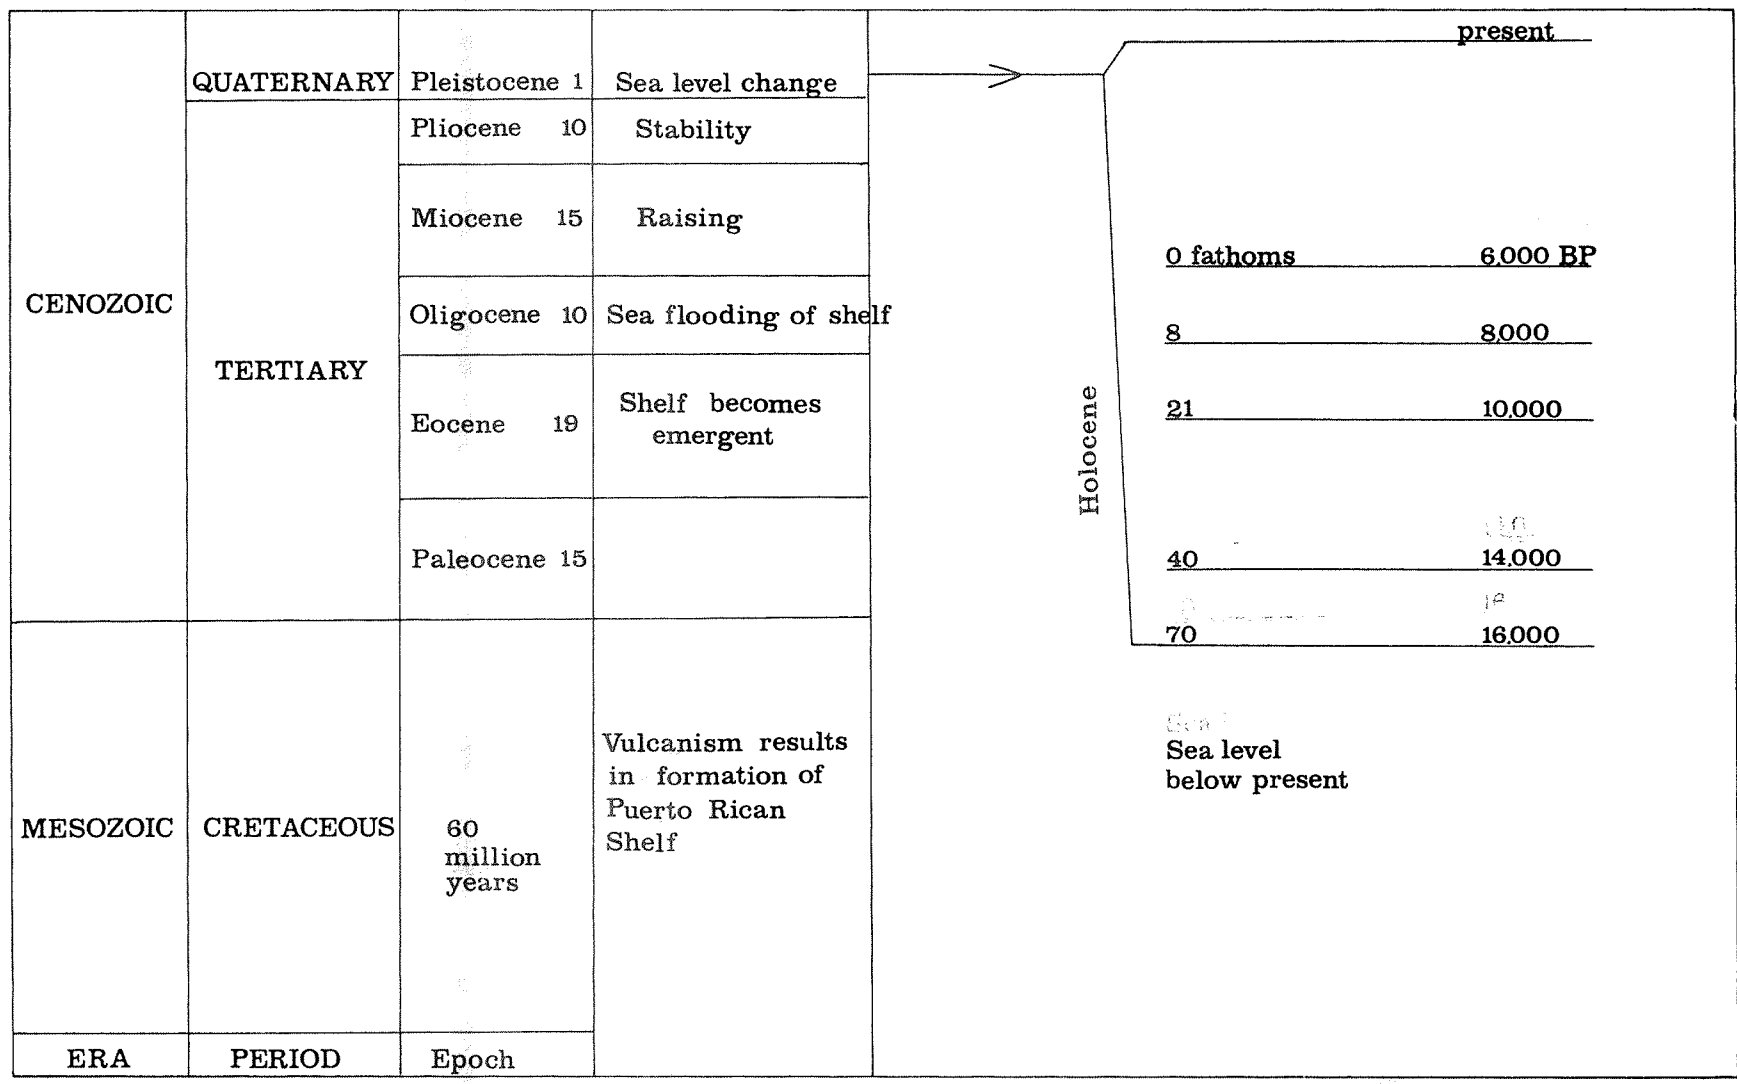 present
QUATERNARY Pleistocene 1 Sea level change
Pliocene 10 Stability
Miocene 15 Raising
0 fathoms 6,000 BP
CENOZOIC
Oligocene 10 Sea flooding of shelf
8 8,000
TERTIARY
Eocene 19 Shelf becomes
emergent
21 10,000
Holocene
Paleocene 15
40 14,000
70 16,000
Sea level
below present
Vulcanism results
in formation of
Puerto Rican
Shelf
MESOZOIC CRETACEOUS 60
million
years
ERA PERIOD Epoch